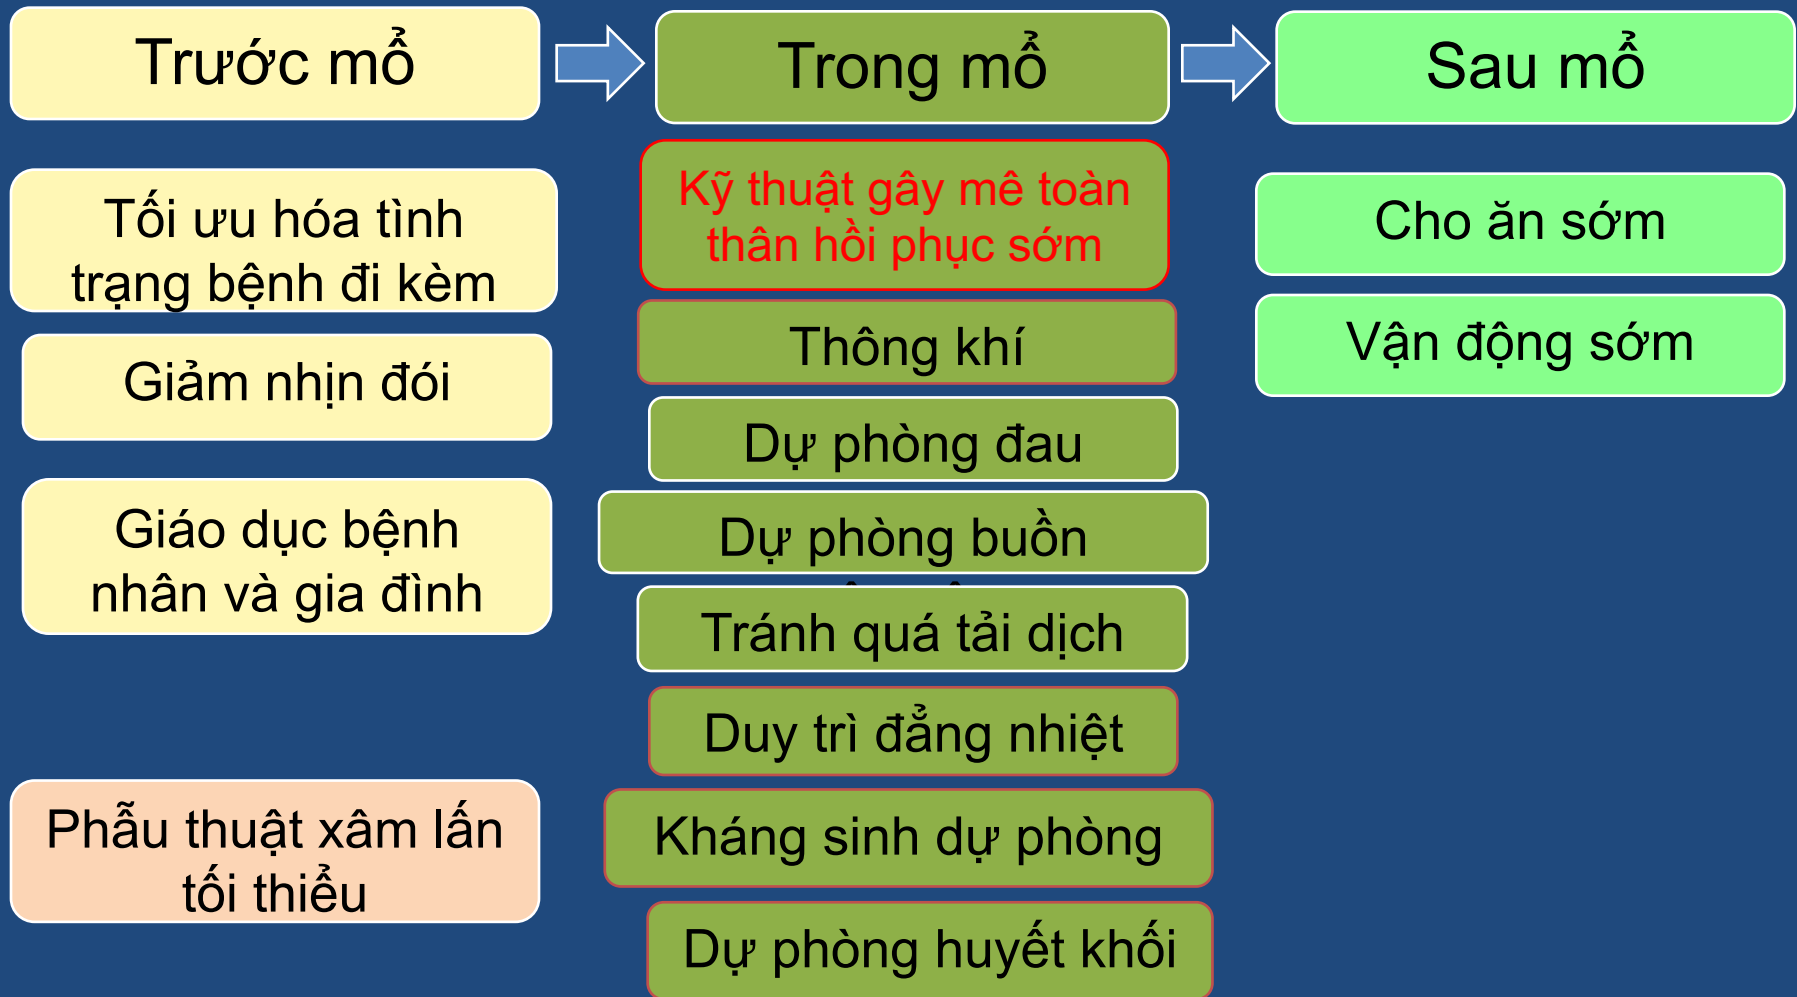 Trước mổ
Trong mổ
Sau mổ
Tối ưu hóa tình
trạng bệnh đi kèm
Giảm nhịn đói
Giáo dục bệnh
nhân và gia đình
Phẫu thuật xâm lấn
tối thiểu
Kỹ thuật gây mê toàn
thân hồi phục sớm
Thông khí
Dự phòng đau
Dự phòng buồn
Tránh quá tải dịch
Duy trì đẳng nhiệt
Kháng sinh dự phòng
Dự phòng huyết khối
Cho ăn sớm
Vận động sớm